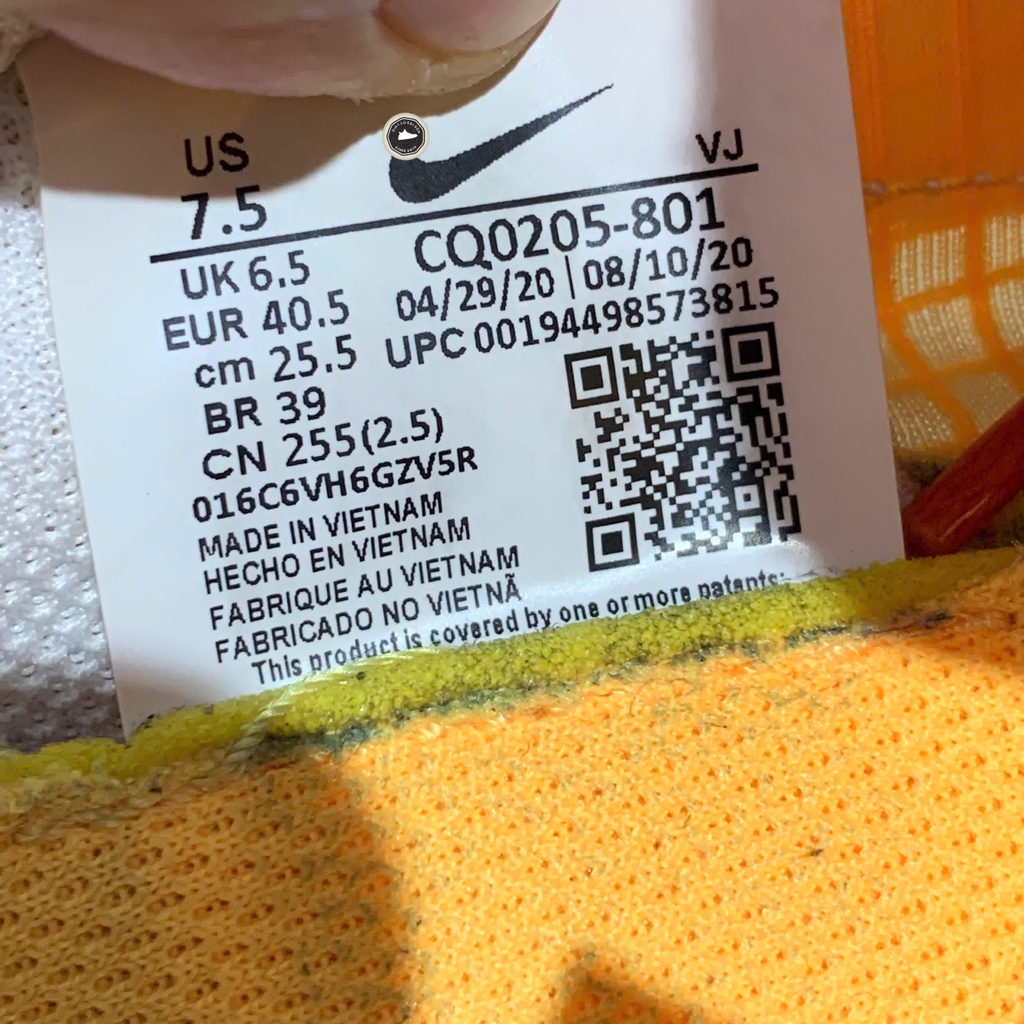 US
7.5
VJ
UK 6.5
EUR 40.5
cm 25.5
BR 39
CN 255(2.5)
CQ0205-801
04/29/20 | 08/10/20
UPC 00194498573815
016C6VH6GZV5R
MADE IN VIETNAM
HECHO EN VIETNAM
FABRIQUE AU VIETNAM
FABRICADO NO VIETNÃ
This product is covered by one or more patents: